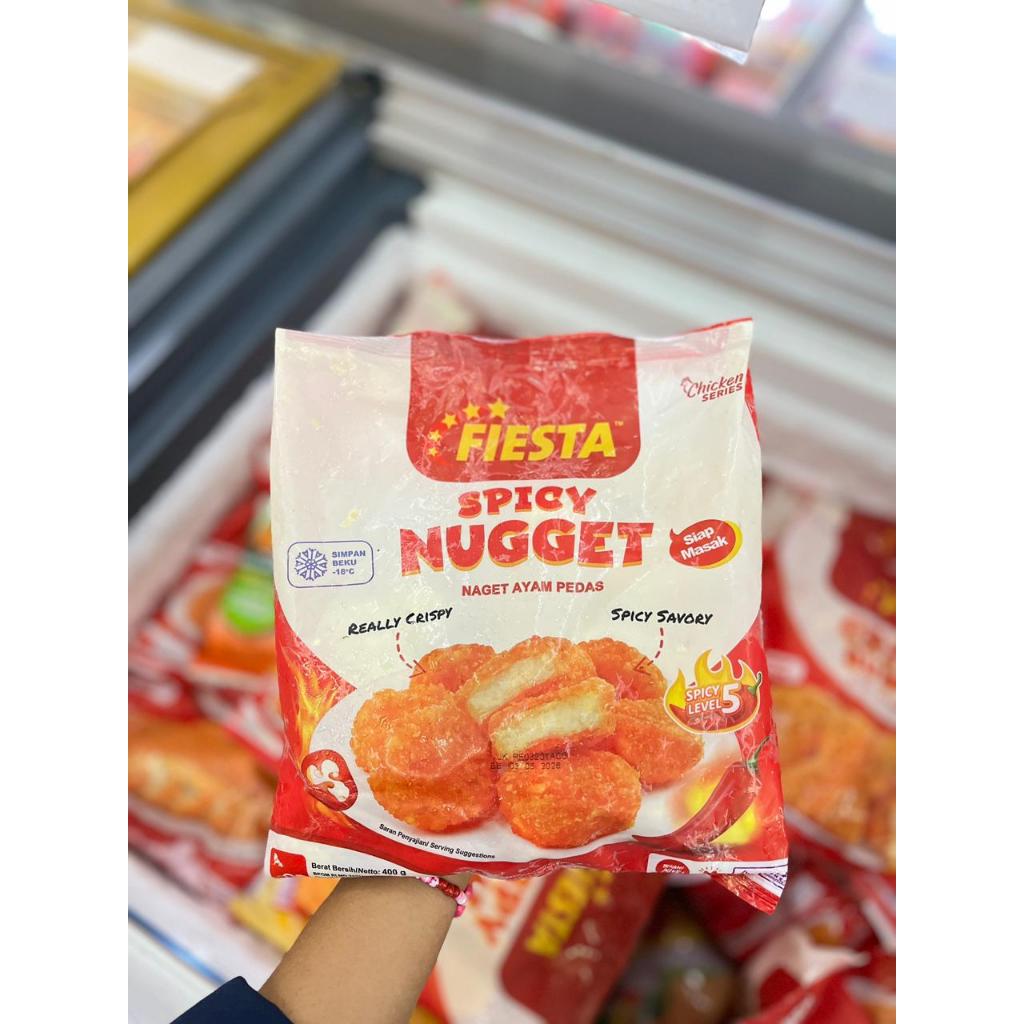 Chicken
SERIES
FIESTA™
SPICY
NUGGET
Siap
Masak
SIMPAN
BEKU
-18°C
NAGET AYAM PEDAS
REALLY CRISPY
SPICY SAVORY
SPICY
LEVEL 5
Saran Penyajian/ Serving Suggestions
Berat Bersih/Netto: 400 g
FIESTA